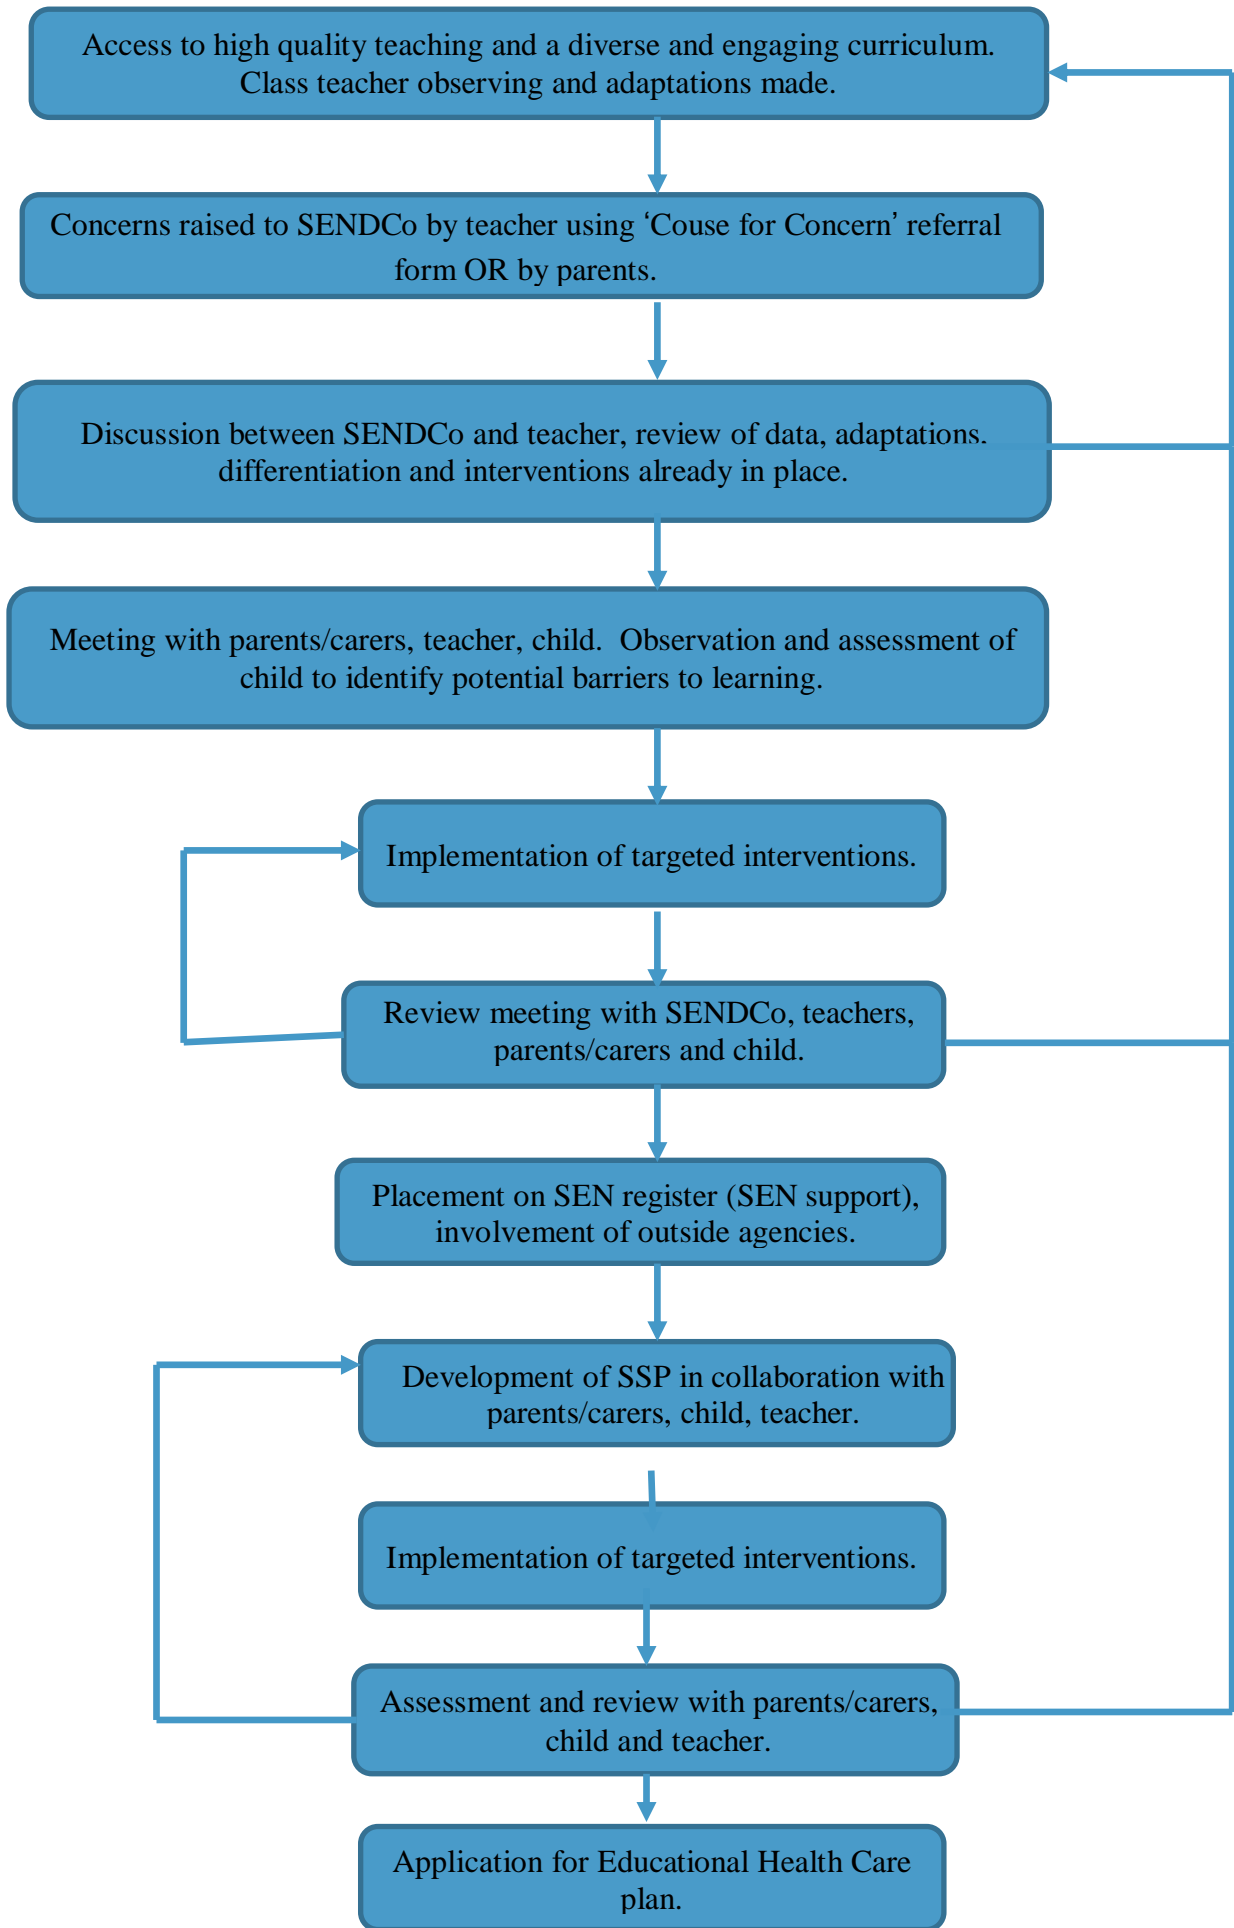 Access to high quality teaching and a diverse and engaging curriculum.
Class teacher observing and adaptations made.
Concerns raised to SENDCo by teacher using ‘Couse for Concern’ referral
form OR by parents.
Discussion between SENDCo and teacher, review of data, adaptations,
differentiation and interventions already in place.
Meeting with parents/carers, teacher, child.  Observation and assessment of
child to identify potential barriers to learning.
Implementation of targeted interventions.
Review meeting with SENDCo, teachers,
parents/carers and child.
Placement on SEN register (SEN support),
involvement of outside agencies.
Development of SSP in collaboration with
parents/carers, child, teacher.
Implementation of targeted interventions.
Assessment and review with parents/carers,
child and teacher.
Application for Educational Health Care
plan.